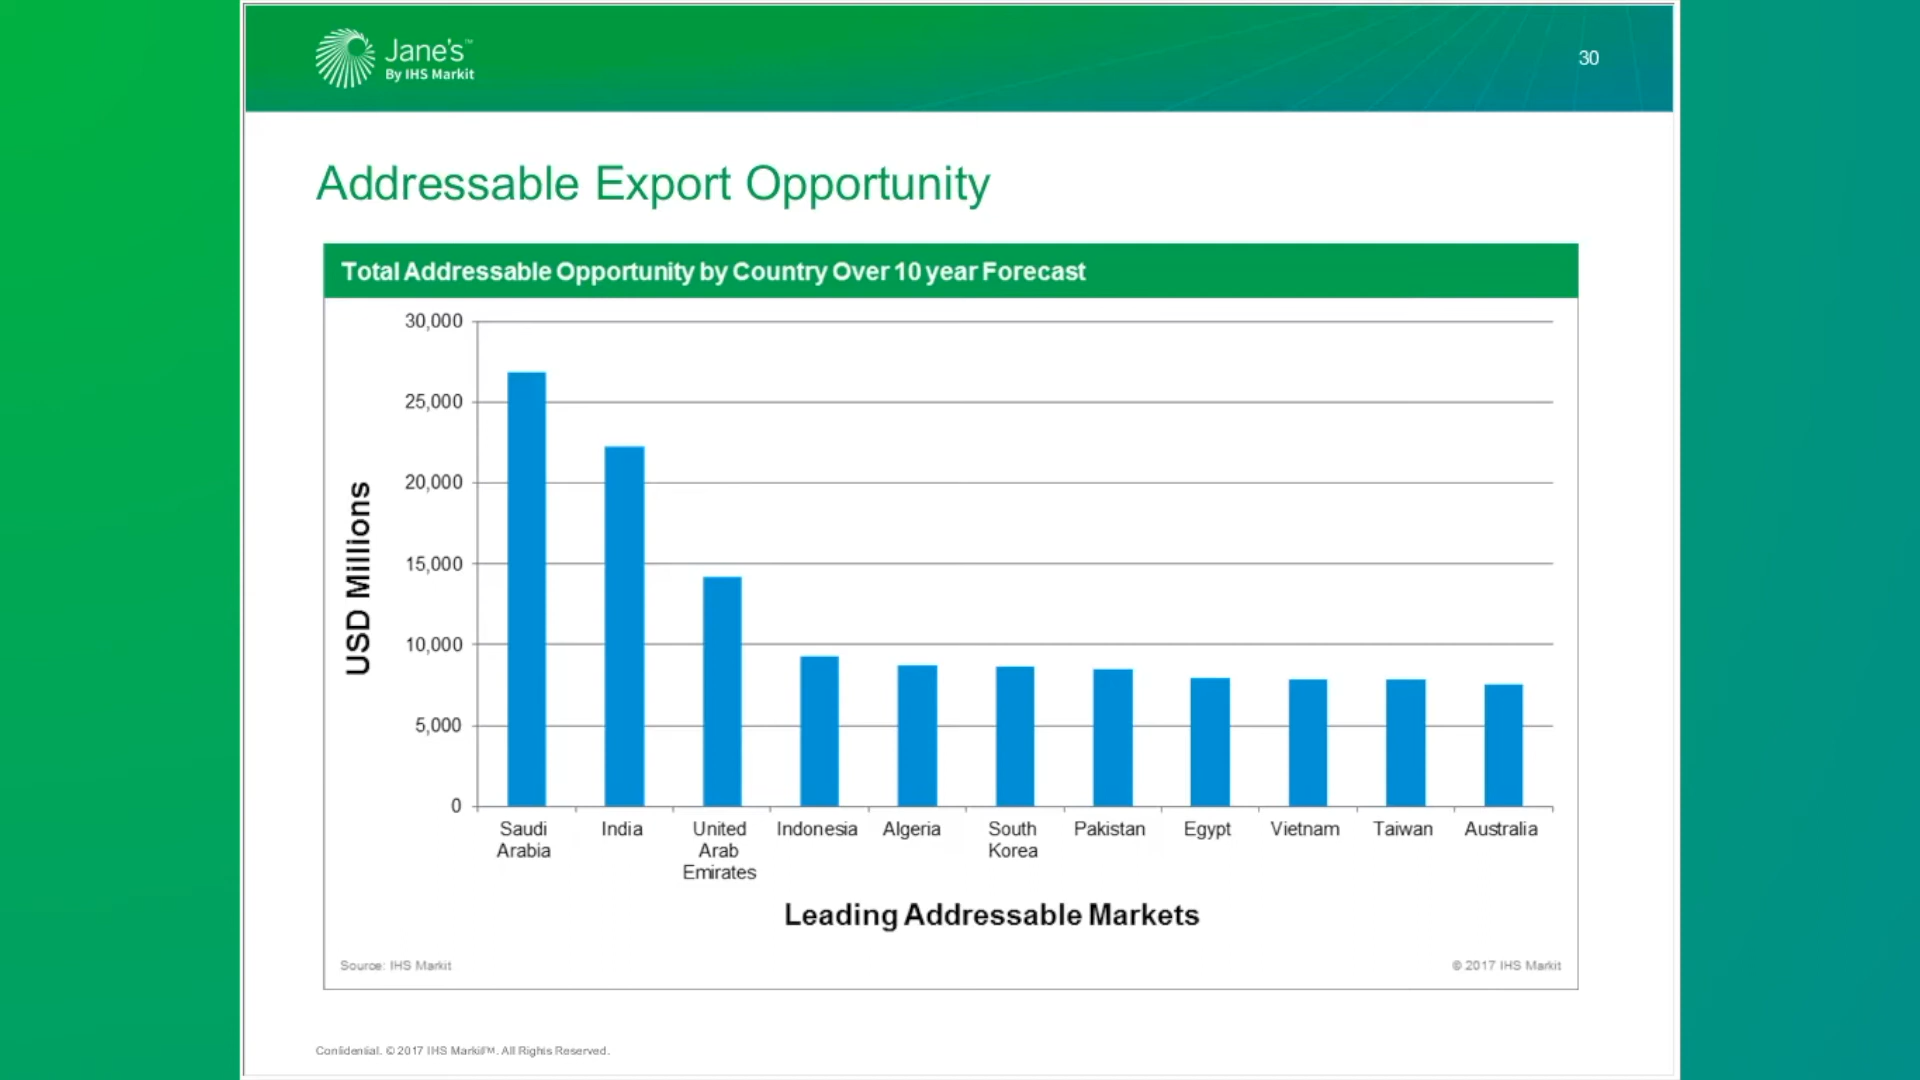 Jane's™
By IHS Markit
30
Addressable Export Opportunity
Total Addressable Opportunity by Country Over 10 year Forecast
30,000
25,000
20,000
15,000
10,000
5,000
0
USD Millions
Saudi Arabia
India
United Arab Emirates
Indonesia
Algeria
South Korea
Pakistan
Egypt
Vietnam
Taiwan
Australia
Leading Addressable Markets
Source: IHS Markit
© 2017 IHS Markit
Confidential. © 2017 IHS Markit™. All Rights Reserved.